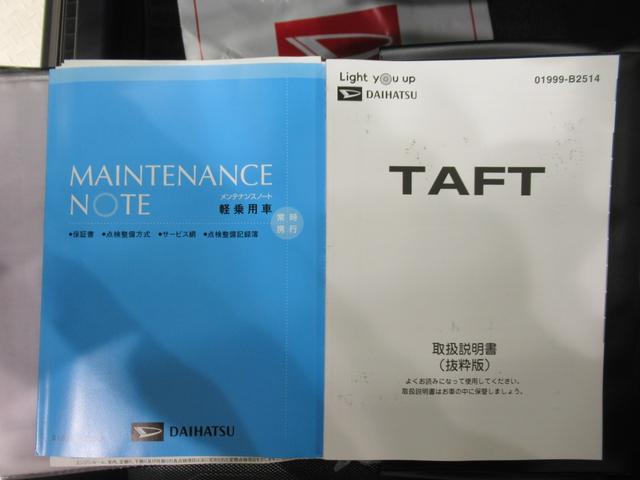 MAINTENANCE
NOTE
メンテナンスノート
軽乗用車
常時
携行
●保証書 ●点検整備方式 ●サービス網 ●点検整備記録簿
DAIHATSU
Light you up
DAIHATSU
01999-B2514
TAFT
取扱説明書
（抜粋版）
よくお読みになって使用してください。
取扱説明書はお車の中に保管しましょう。